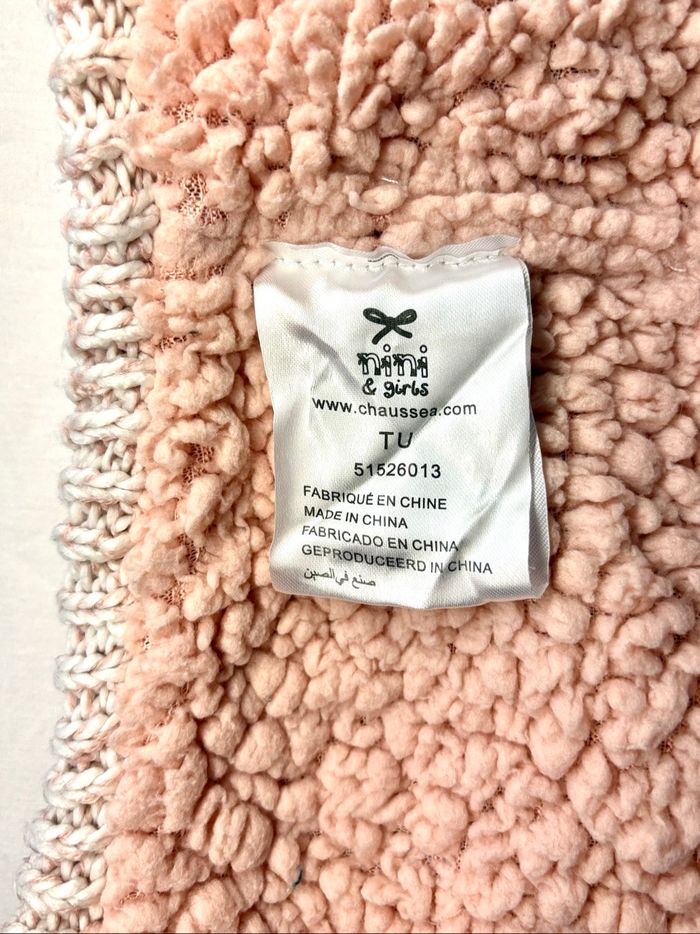 nini
& girls
www.chaussea.com
TU
51526013
FABRIQUÉ EN CHINE
MADE IN CHINA
FABRICADO EN CHINA
GEPRODUCEERD IN CHINA
صنع في الصين